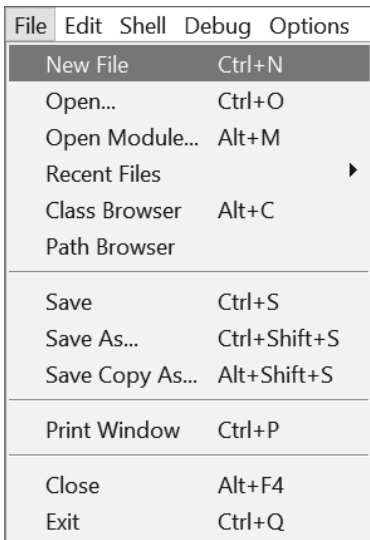 File Edit Shell Debug Options
New File Ctrl+N
Open... Ctrl+O
Open Module... Alt+M
Recent Files
Class Browser Alt+C
Path Browser
Save Ctrl+S
Save As... Ctrl+Shift+S
Save Copy As... Alt+Shift+S
Print Window Ctrl+P
Close Alt+F4
Exit Ctrl+Q